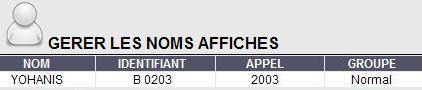 GERER LES NOMS AFFICHES
NOM IDENTIFIANT APPEL GROUPE
YOHANIS B 0203 2003 Normal